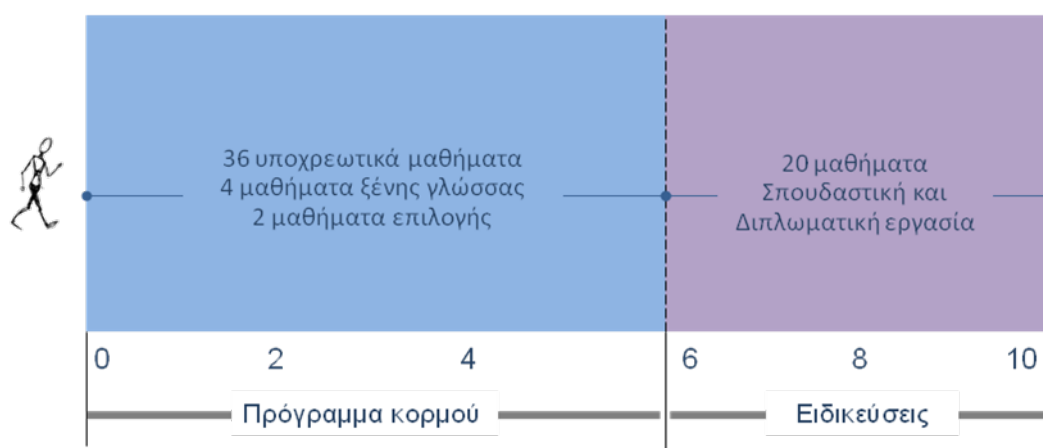 36 υποχρεωτικά μαθήματα
4 μαθήματα ξένης γλώσσας
2 μαθήματα επιλογής
20 μαθήματα
Σπουδαστική και
Διπλωματική εργασία
0 2 4 6 8 10
Πρόγραμμα κορμού
Ειδικεύσεις